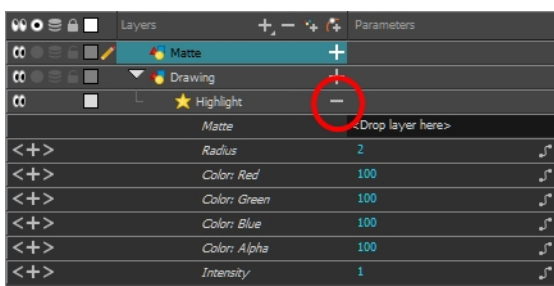 Layers Parameters
Matte
Drawing
Highlight
Matte <Drop layer here>
<+> Radius 2
<+> Color: Red 100
<+> Color: Green 100
<+> Color: Blue 100
<+> Color: Alpha 100
<+> Intensity 1